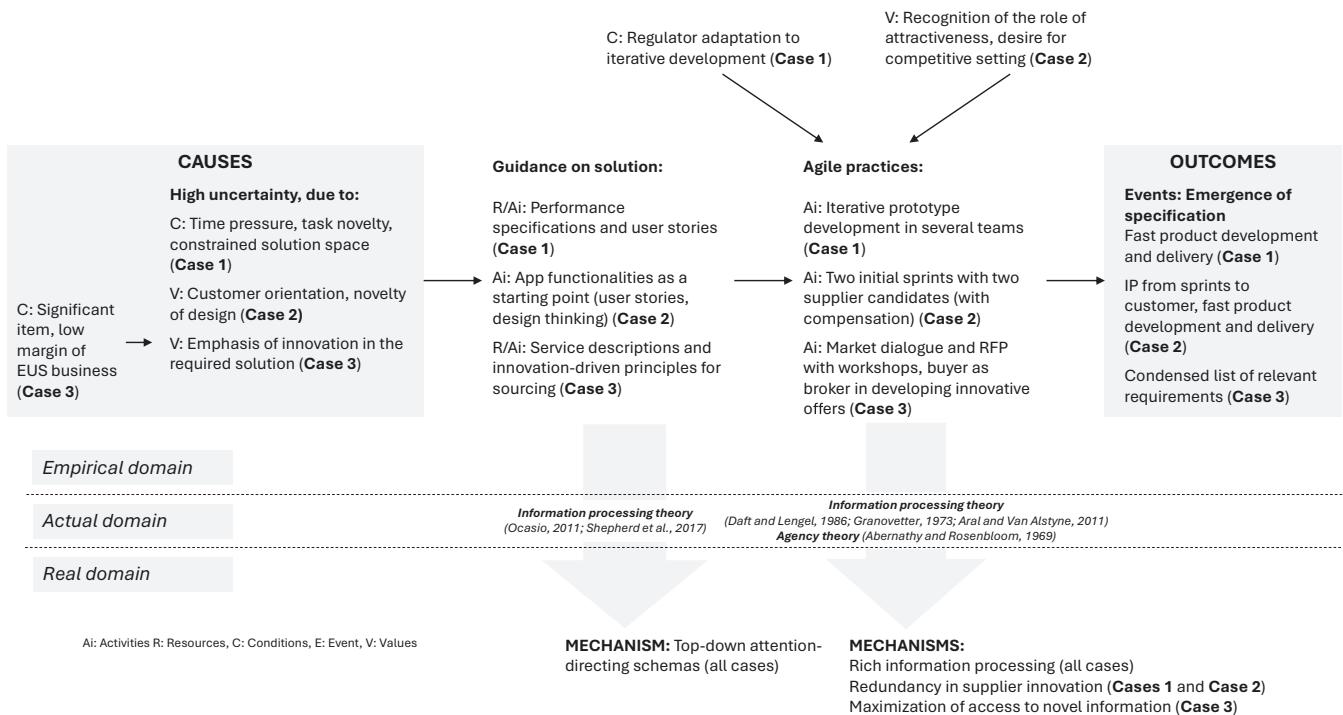 C: Regulator adaptation to
iterative development (Case 1)
V: Recognition of the role of
attractiveness, desire for
competitive setting (Case 2)
CAUSES
High uncertainty, due to:
C: Time pressure, task novelty,
constrained solution space
(Case 1)
V: Customer orientation, novelty
of design (Case 2)
V: Emphasis of innovation in the
required solution (Case 3)
C: Significant
item, low
margin of
EUS business
(Case 3)
Guidance on solution:
R/Ai: Performance
specifications and user stories
(Case 1)
Ai: App functionalities as a
starting point (user stories,
design thinking) (Case 2)
R/Ai: Service descriptions and
innovation-driven principles for
sourcing (Case 3)
Agile practices:
Ai: Iterative prototype
development in several teams
(Case 1)
Ai: Two initial sprints with two
supplier candidates (with
compensation) (Case 2)
Ai: Market dialogue and RFP
with workshops, buyer as
broker in developing innovative
offers (Case 3)
OUTCOMES
Events: Emergence of
specification
Fast product development
and delivery (Case 1)
IP from sprints to
customer, fast product
development and delivery
(Case 2)
Condensed list of relevant
requirements (Case 3)
Empirical domain
Actual domain
Information processing theory
(Ocasio, 2011; Shepherd et al., 2017)
Information processing theory
(Daft and Lengel, 1986; Granovetter, 1973; Aral and Van Alstyne, 2011)
Agency theory (Abernathy and Rosenbloom, 1969)
Real domain
Ai: Activities R: Resources, C: Conditions, E: Event, V: Values
MECHANISM: Top-down attention-
directing schemas (all cases)
MECHANISMS:
Rich information processing (all cases)
Redundancy in supplier innovation (Cases 1 and Case 2)
Maximization of access to novel information (Case 3)